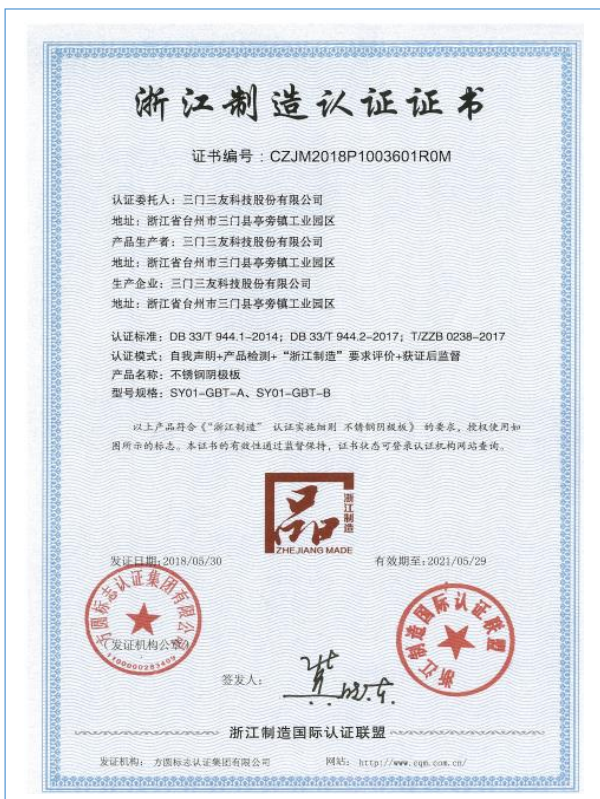 浙江制造认证证书
证书编号：CZJM2018P1003601R0M
认证委托人：三门三友科技股份有限公司
地址：浙江省台州市三门县亭旁镇工业园区
产品生产者：三门三友科技股份有限公司
地址：浙江省台州市三门县亭旁镇工业园区
生产企业：三门三友科技股份有限公司
地址：浙江省台州市三门县亭旁镇工业园区
认证标准：DB 33/T 944.1-2014；DB 33/T 944.2-2017；T/ZZB 0238-2017
认证模式：自我声明+产品检测+“浙江制造”要求评价+获证后监督
产品名称：不锈钢阴极板
型号规格：SY01-GBT-A、SY01-GBT-B
以上产品符合《“浙江制造” 认证实施细则 不锈钢阴极板》 的要求，授权使用如
图所示的标志。本证书的有效性通过监督保持，证书状态可登录认证机构网站查询。
品
浙江制造
ZHEJIANG MADE
发证日期：2018/05/30
有效期至：2021/05/29
方圆标志认证集团有限公司
（发证机构公章）
1100000283409
浙江制造国际认证联盟
签发人：
浙江制造国际认证联盟
发证机构： 方圆标志认证集团有限公司
网站： http://www.cqm.com.cn/